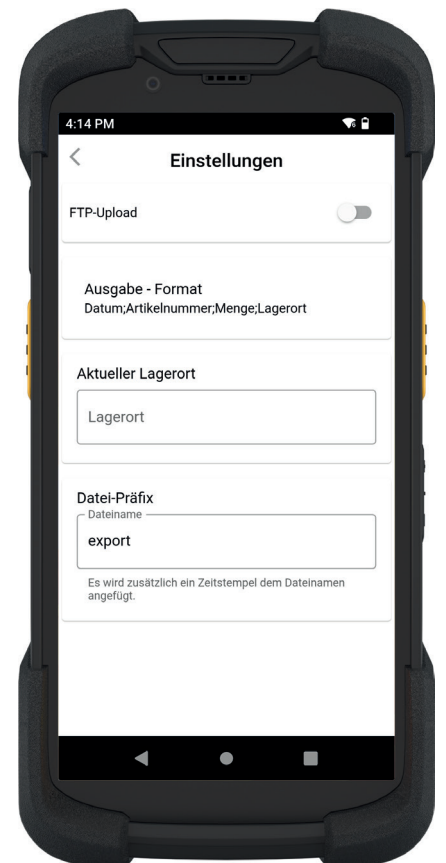 4:14 PM
Einstellungen
FTP-Upload
Ausgabe - Format
Datum;Artikelnummer;Menge;Lagerort
Aktueller Lagerort
Lagerort
Datei-Präfix
Dateiname
export
Es wird zusätzlich ein Zeitstempel dem Dateinamen
angefügt.